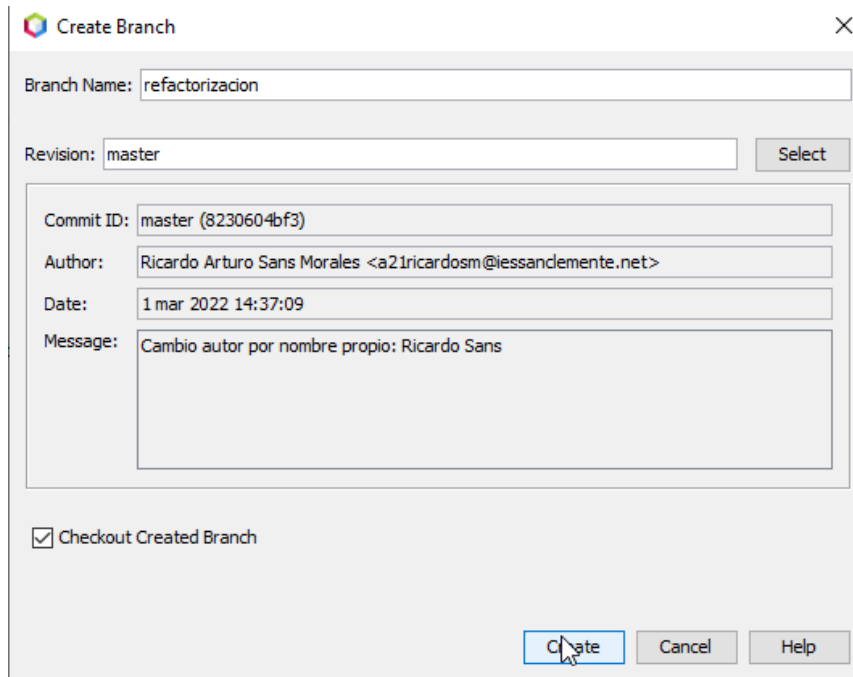 Create Branch
Branch Name: refactorizacion
Revision: master Select
Commit ID: master (8230604bf3)
Author: Ricardo Arturo Sans Morales <a21ricardosm@iessanclemente.net>
Date: 1 mar 2022 14:37:09
Message: Cambio autor por nombre propio: Ricardo Sans
Checkout Created Branch
Create Cancel Help